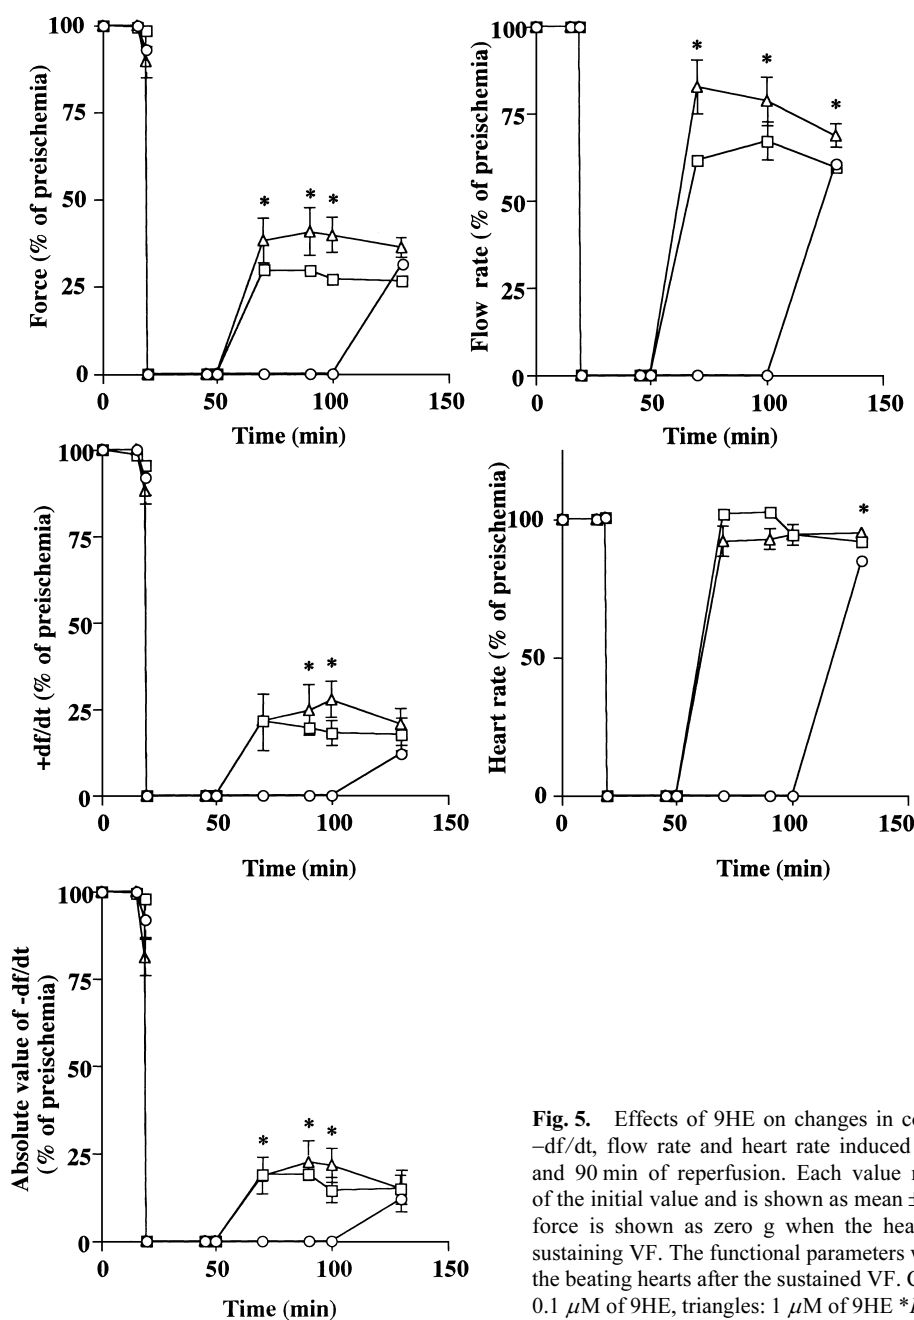 100
75
50
25
0
Force (% of preischemia)
* * *
0 50 100 150
Time (min)
100
75
50
25
0
Flow rate (% of preischemia)
* * *
0 50 100 150
Time (min)
100
75
50
25
0
+df/dt (% of preischemia)
* *
0 50 100 150
Time (min)
100
50
0
Heart rate (% of preischemia)
*
0 50 100 150
Time (min)
100
75
50
25
0
Absolute value of -df/dt
(% of preischemia)
* * *
0 50 100 150
Time (min)
Fig. 5. Effects of 9HE on changes in
−df/dt, flow rate and heart rate induced
and 90 min of reperfusion. Each value
of the initial value and is shown as mean ±
force is shown as zero g when the
sustaining VF. The functional parameters
the beating hearts after the sustained VF.
0.1 μM of 9HE, triangles: 1 μM of 9HE *